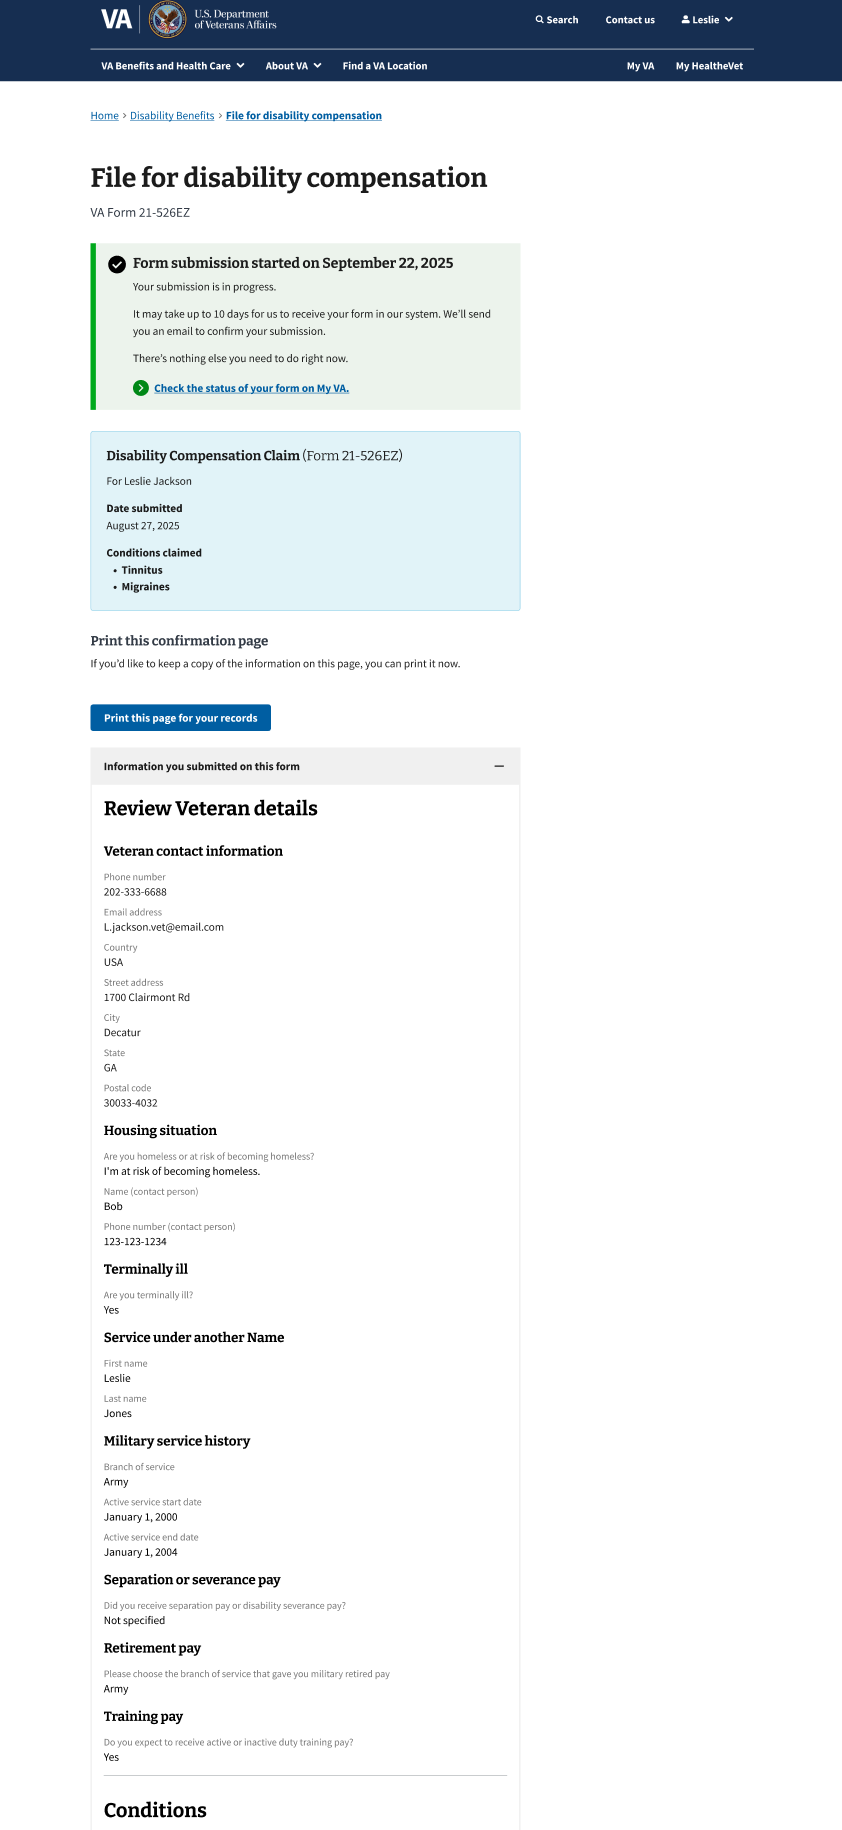 VA
U.S. Department
of Veterans Affairs
Search
Contact us
Leslie
VA Benefits and Health Care
About VA
Find a VA Location
My VA
My HealtheVet
Home › Disability Benefits › File for disability compensation
File for disability compensation
VA Form 21-526EZ
Form submission started on September 22, 2025
Your submission is in progress.
It may take up to 10 days for us to receive your form in our system. We’ll send
you an email to confirm your submission.
There’s nothing else you need to do right now.
Check the status of your form on My VA.
Disability Compensation Claim (Form 21-526EZ)
For Leslie Jackson
Date submitted
August 27, 2025
Conditions claimed
• Tinnitus
• Migraines
Print this confirmation page
If you’d like to keep a copy of the information on this page, you can print it now.
Print this page for your records
Information you submitted on this form
Review Veteran details
Veteran contact information
Phone number
202-333-6688
Email address
L.jackson.vet@email.com
Country
USA
Street address
1700 Clairmont Rd
City
Decatur
State
GA
Postal code
30033-4032
Housing situation
Are you homeless or at risk of becoming homeless?
I'm at risk of becoming homeless.
Name (contact person)
Bob
Phone number (contact person)
123-123-1234
Terminally ill
Are you terminally ill?
Yes
Service under another Name
First name
Leslie
Last name
Jones
Military service history
Branch of service
Army
Active service start date
January 1, 2000
Active service end date
January 1, 2004
Separation or severance pay
Did you receive separation pay or disability severance pay?
Not specified
Retirement pay
Please choose the branch of service that gave you military retired pay
Army
Training pay
Do you expect to receive active or inactive duty training pay?
Yes
Conditions